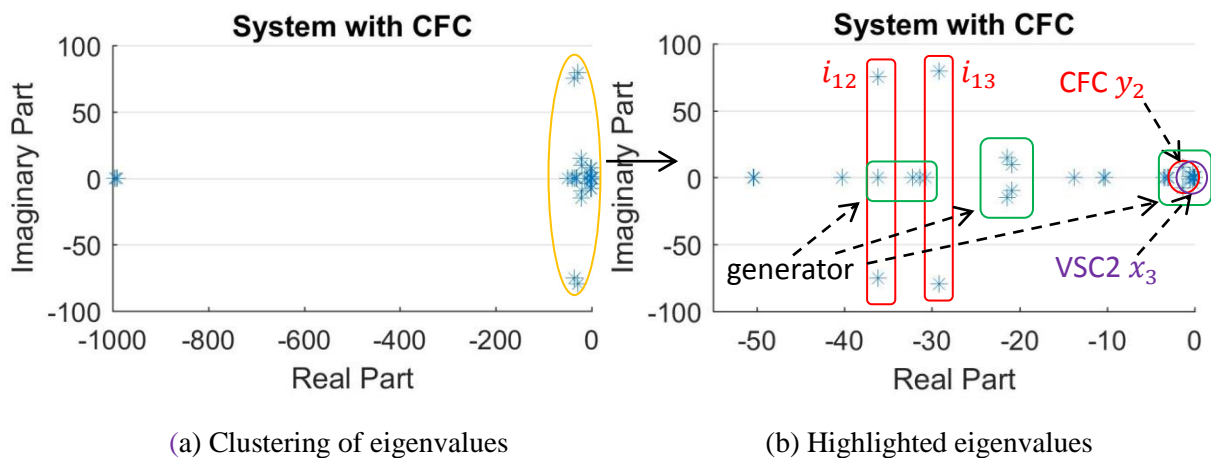 System with CFC
100
50
0
-50
-100
Imaginary Part
-1000
-800
-600
-400
-200
0
Real Part
(a) Clustering of eigenvalues
System with CFC
100
50
0
-50
-100
Imaginary Part
i₁₂
i₁₃
CFC y₂
generator
VSC2 x₃
-50
-40
-30
-20
-10
0
Real Part
(b) Highlighted eigenvalues